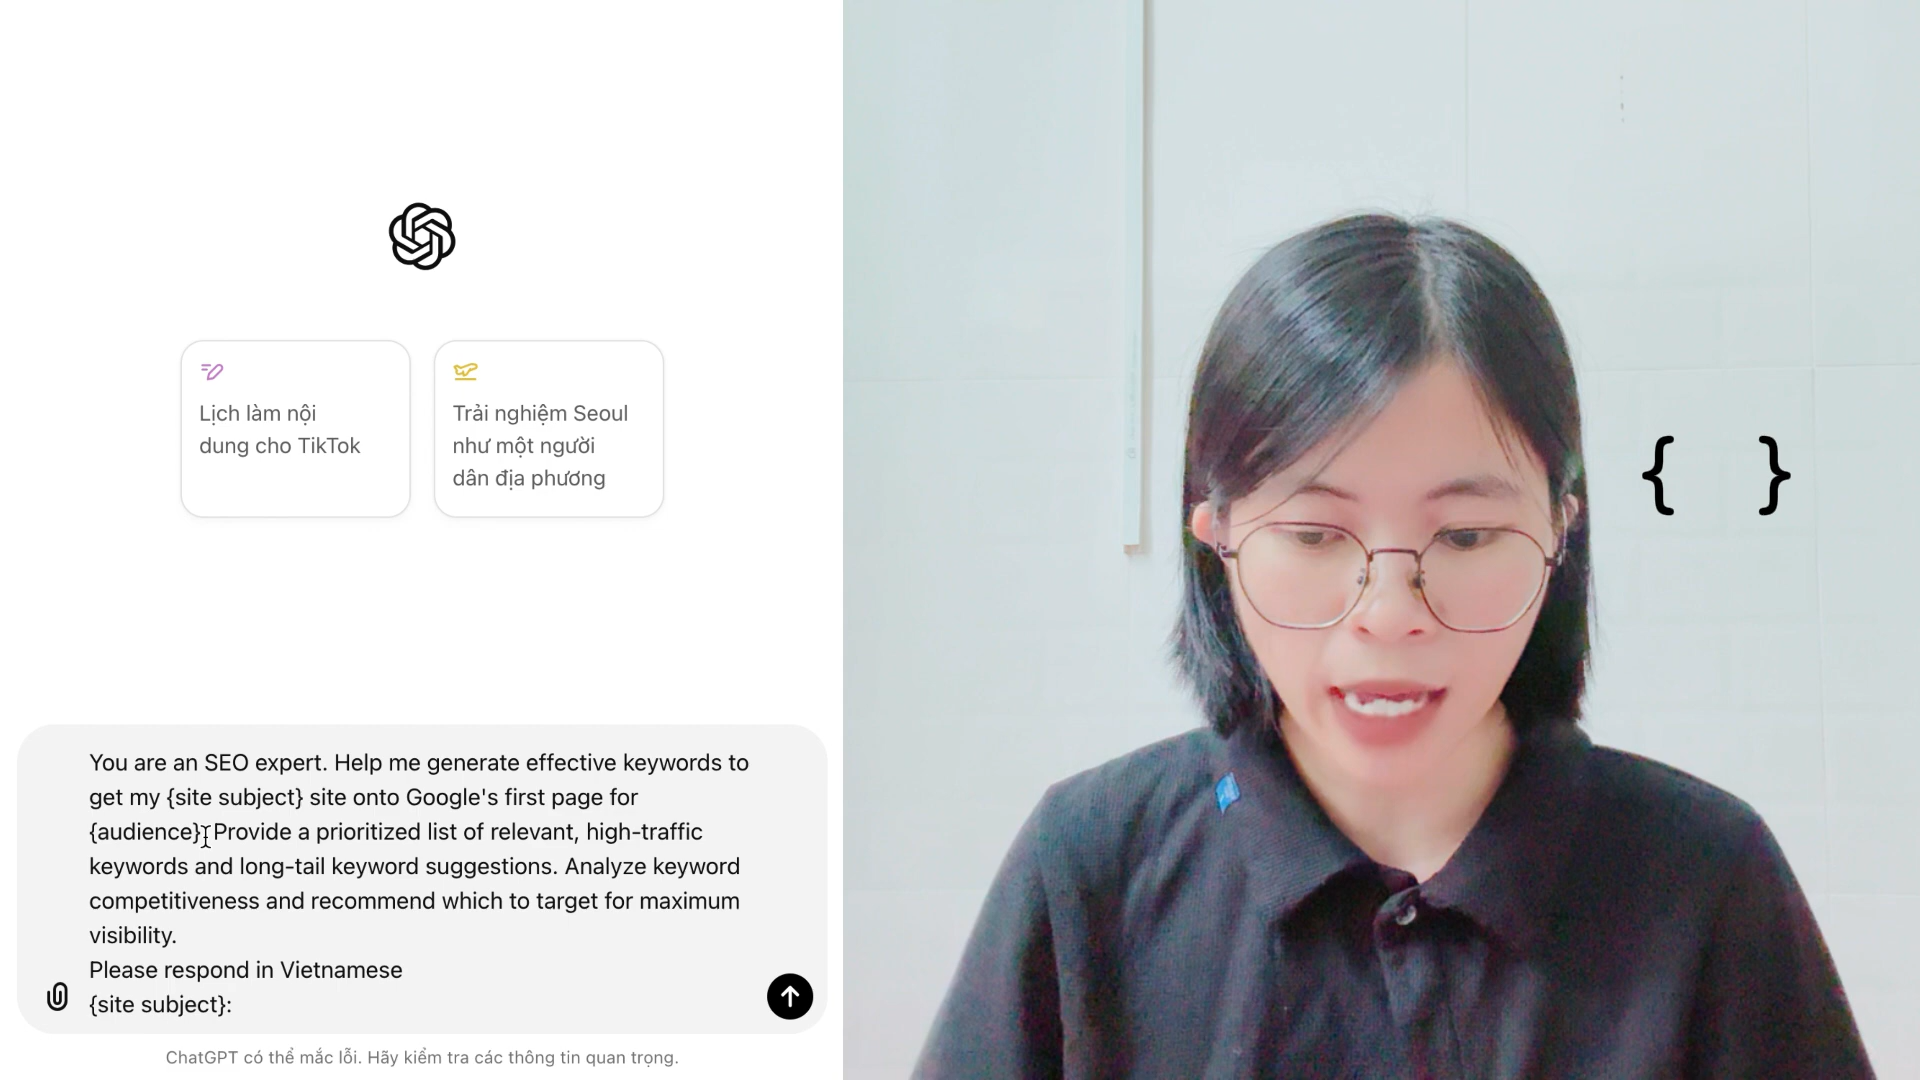 Lịch làm nội
dung cho TikTok
Trải nghiệm Seoul
như một người
dân địa phương
{ }
You are an SEO expert. Help me generate effective keywords to
get my {site subject} site onto Google's first page for
{audience}. Provide a prioritized list of relevant, high-traffic
keywords and long-tail keyword suggestions. Analyze keyword
competitiveness and recommend which to target for maximum
visibility.
Please respond in Vietnamese
{site subject}:
ChatGPT có thể mắc lỗi. Hãy kiểm tra các thông tin quan trọng.